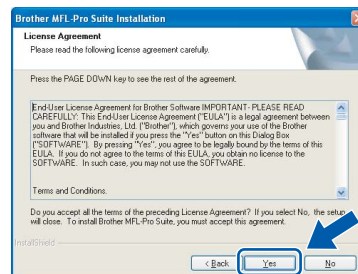 Brother MFL-Pro Suite Installation
License Agreement
Please read the following license agreement carefully.
Press the PAGE DOWN key to see the rest of the agreement.
End-User License Agreement for Brother Software IMPORTANT- PLEASE READ
CAREFULLY: This End-User License Agreement ("EULA") is a legal agreement between
you and Brother Industries, Ltd. ("Brother"), which governs your use of the Brother
software that will be installed if you press the "Yes" button on this Dialog Box
("SOFTWARE"). By pressing "Yes", you agree to be legally bound by the terms of this
EULA. If you do not agree to the terms of this EULA, you obtain no license to the
SOFTWARE. In such case, you may not use the SOFTWARE.
Terms and Conditions.
Do you accept all the terms of the preceding License Agreement? If you select No, the setup
will close. To install Brother MFL-Pro Suite, you must accept this agreement.
InstallShield
< Back
Yes
No